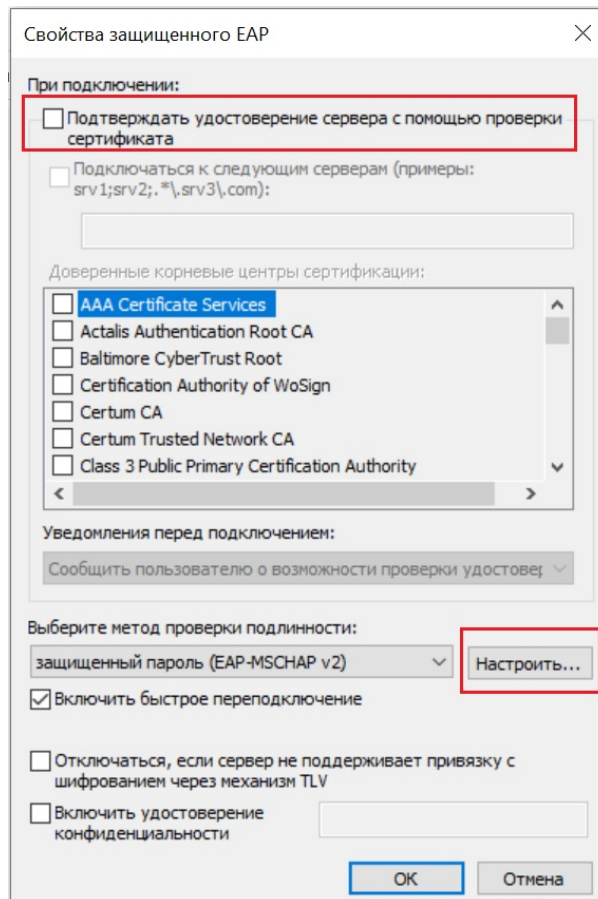 Свойства защищенного EAP
При подключении:
Подтверждать удостоверение сервера с помощью проверки
сертификата
Подключаться к следующим серверам (примеры:
srv1;srv2;.*\.srv3\.com):
Доверенные корневые центры сертификации:
AAA Certificate Services
Actalis Authentication Root CA
Baltimore CyberTrust Root
Certification Authority of WoSign
Certum CA
Certum Trusted Network CA
Class 3 Public Primary Certification Authority
Уведомления перед подключением:
Сообщить пользователю о возможности проверки удостовер
Выберите метод проверки подлинности:
защищенный пароль (EAP-MSCHAP v2)
Настроить...
Включить быстрое переподключение
Отключаться, если сервер не поддерживает привязку с
шифрованием через механизм TLV
Включить удостоверение
конфиденциальности
ОК
Отмена